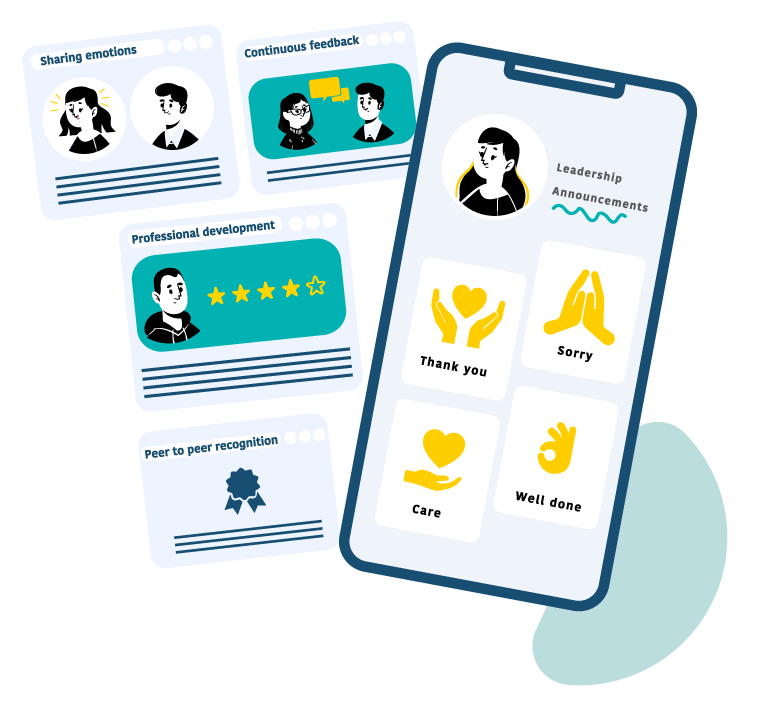 Sharing emotions
Continuous feedback
Professional development
Peer to peer recognition
Leadership
Announcements
Thank you
Sorry
Care
Well done